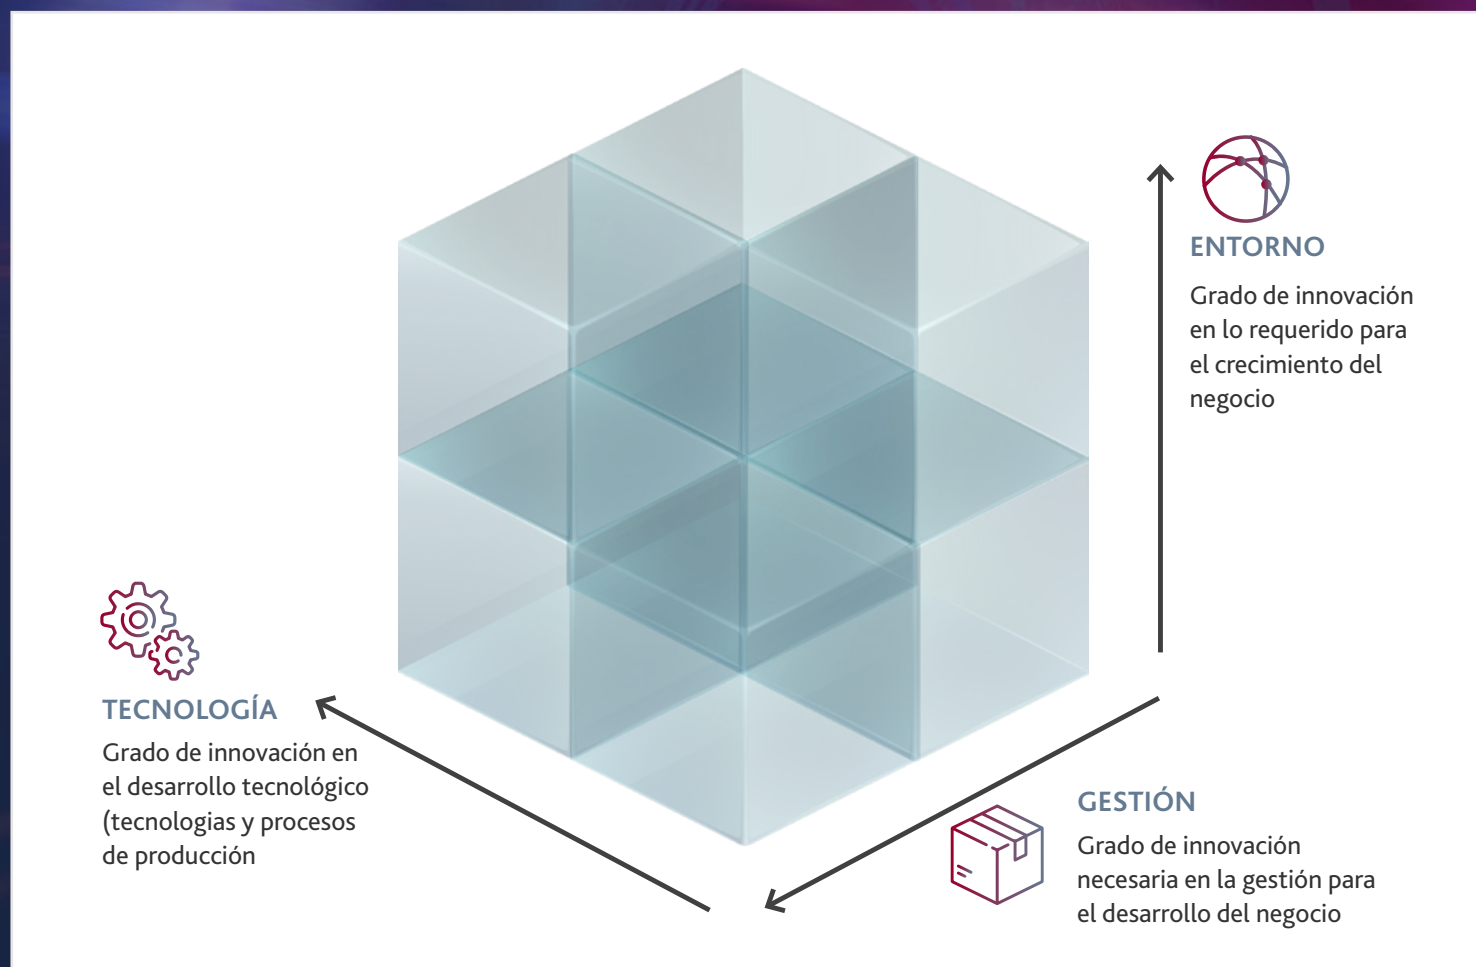 ENTORNO
Grado de innovación
en lo requerido para
el crecimiento del
negocio
TECNOLOGÍA
Grado de innovación en
el desarrollo tecnológico
(tecnologias y procesos
de producción
GESTIÓN
Grado de innovación
necesaria en la gestión para
el desarrollo del negocio